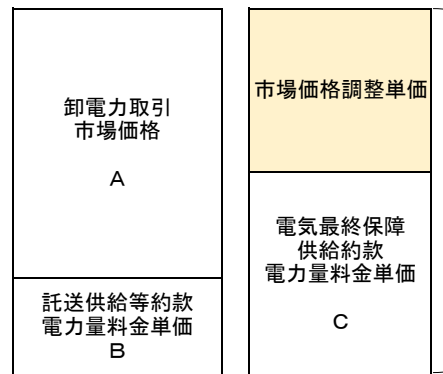 卸電力取引
市場価格
A
託送供給等約款
電力量料金単価
B
市場価格調整単価
電気最終保障
供給約款
電力量料金単価
C